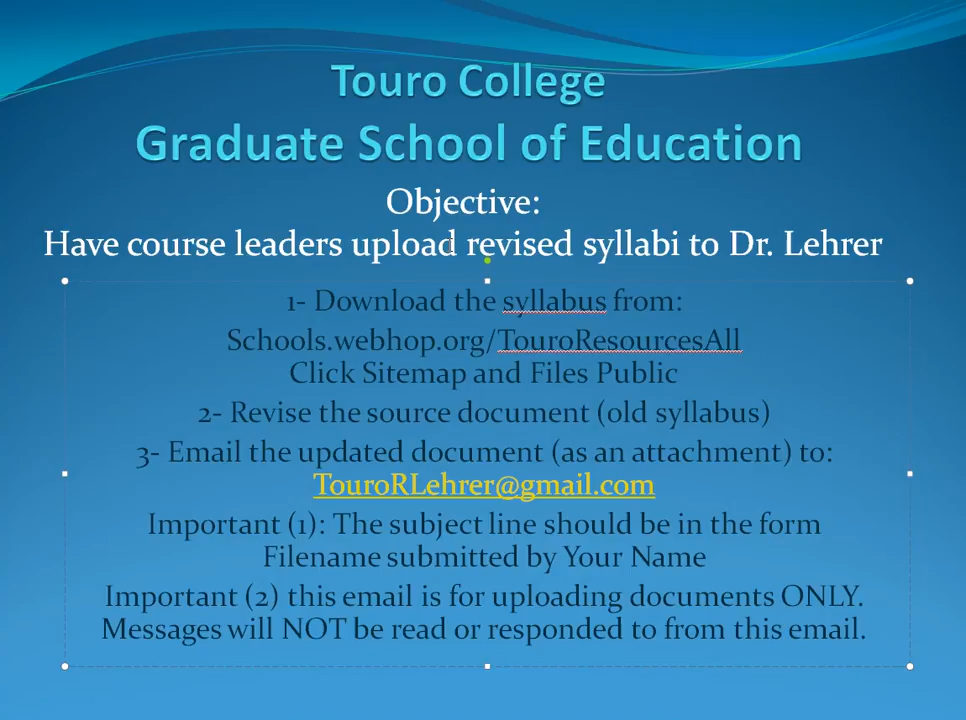 Touro College
Graduate School of Education
Objective:
Have course leaders upload revised syllabi to Dr. Lehrer
1- Download the syllabus from:
Schools.webhop.org/TouroResourcesAll
Click Sitemap and Files Public
2- Revise the source document (old syllabus)
3- Email the updated document (as an attachment) to:
TouroRLehrer@gmail.com
Important (1): The subject line should be in the form
Filename submitted by Your Name
Important (2) this email is for uploading documents ONLY.
Messages will NOT be read or responded to from this email.